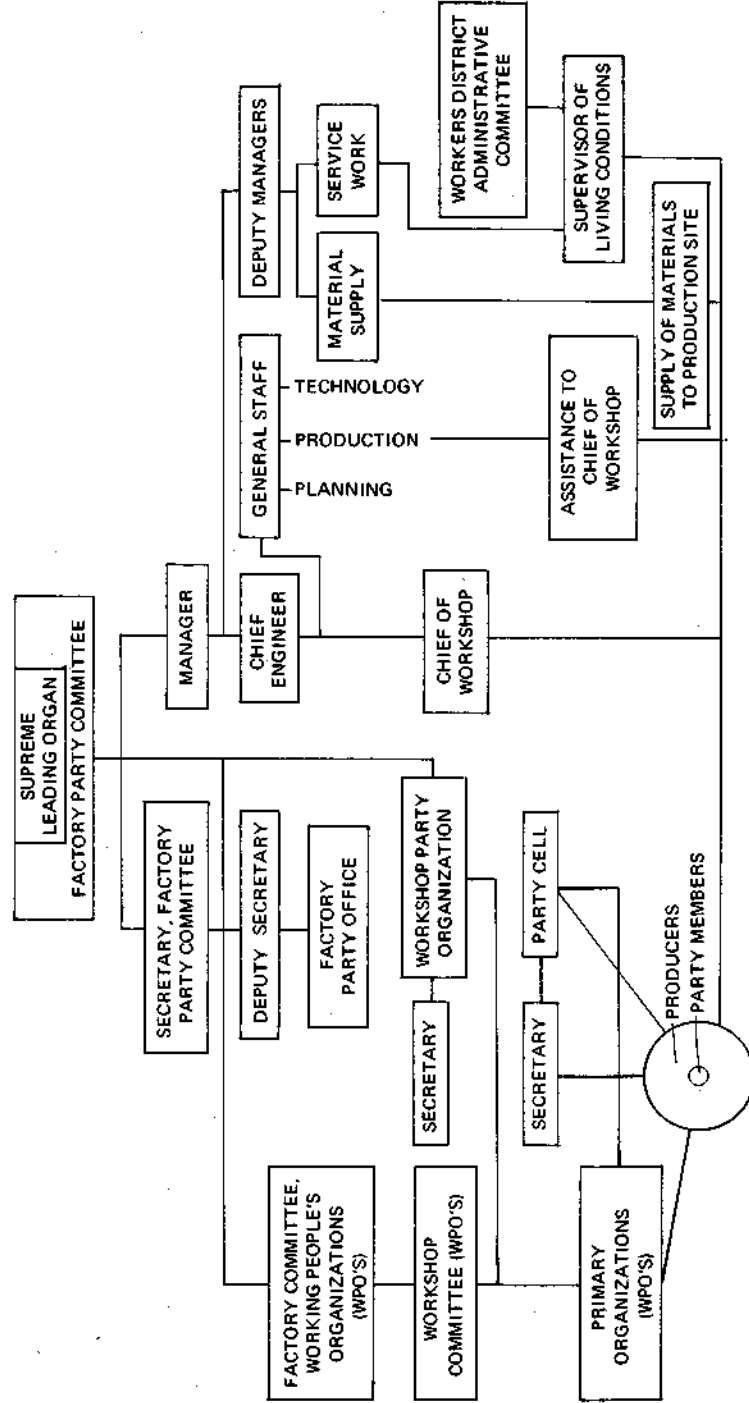 SUPREME
LEADING ORGAN
FACTORY PARTY COMMITTEE
SECRETARY, FACTORY
PARTY COMMITTEE
MANAGER
DEPUTY SECRETARY
CHIEF
ENGINEER
GENERAL STAFF
PLANNING
PRODUCTION
TECHNOLOGY
DEPUTY MANAGERS
FACTORY COMMITTEE,
WORKING PEOPLE'S
ORGANIZATIONS
(WPO'S)
FACTORY
PARTY OFFICE
MATERIAL
SUPPLY
SERVICE
WORK
WORKSHOP
COMMITTEE (WPO'S)
SECRETARY
WORKSHOP PARTY
ORGANIZATION
CHIEF OF
WORKSHOP
WORKERS DISTRICT
ADMINISTRATIVE
COMMITTEE
SECRETARY
PARTY CELL
ASSISTANCE TO
CHIEF OF
WORKSHOP
SUPERVISOR OF
LIVING CONDITIONS
PRIMARY
ORGANIZATIONS
(WPO'S)
PRODUCERS
PARTY MEMBERS
SUPPLY OF MATERIALS
TO PRODUCTION SITE